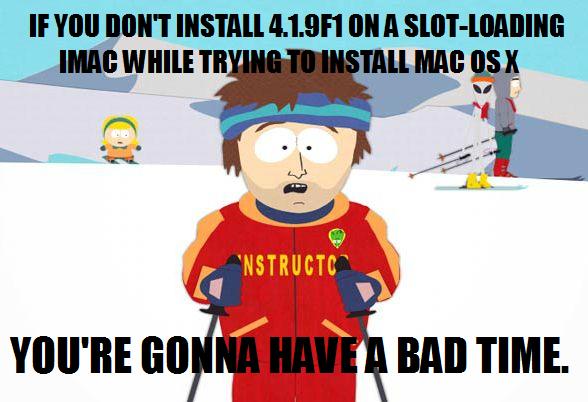 IF YOU DON'T INSTALL 4.1.9F1 ON A SLOT-LOADING
IMAC WHILE TRYING TO INSTALL MAC OS X
INSTRUCTO
YOU'RE GONNA HAVE A BAD TIME.